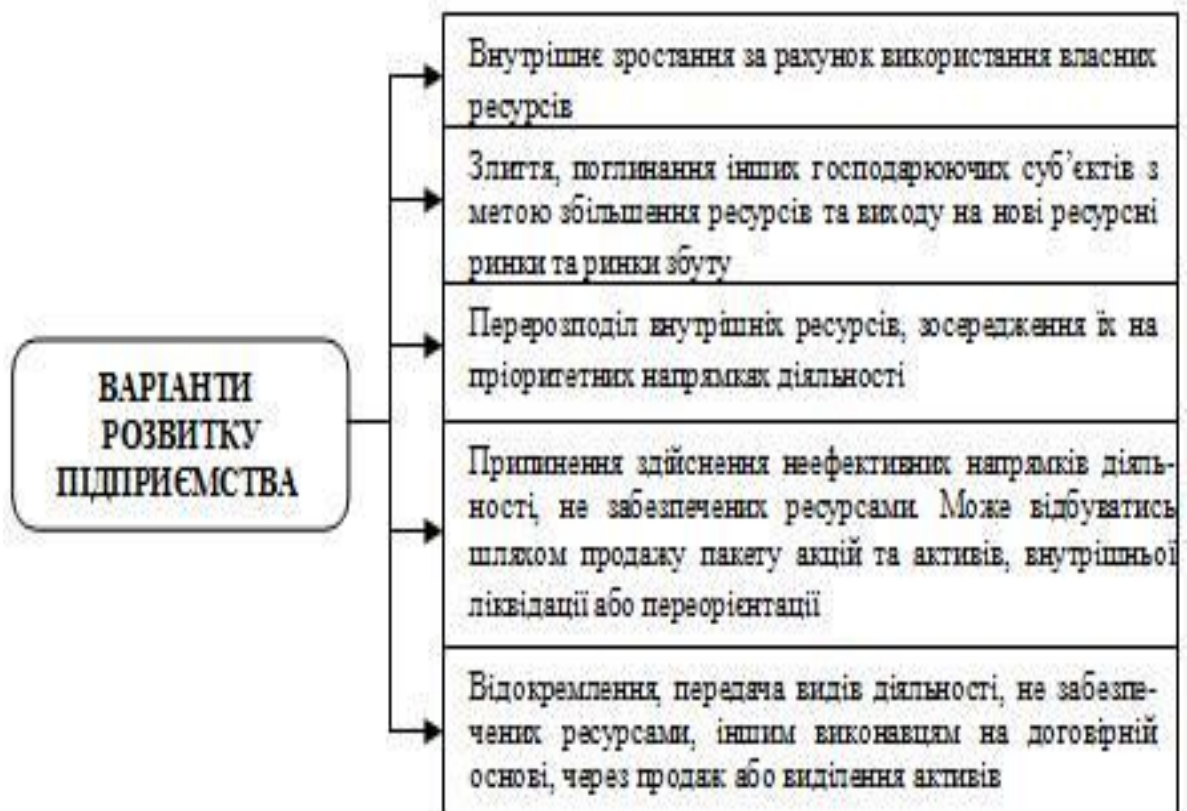 ВАРІАНТИ
РОЗВИТКУ
ПІДПРИЄМСТВА
Внутрішнє зростання за рахунок використання власних
ресурсів
Злиття, поглинання інших господарюючих суб’єктів з
метою збільшення ресурсів та виходу на нові ресурсні
ринки та ринки збуту
Перерозподіл внутрішніх ресурсів, зосередження їх на
пріоритетних напрямках діяльності
Припинення здійснення неефективних напрямків діяль-
ності, не забезпечених ресурсами. Може відбуватись
шляхом продажу пакету акцій та активів, внутрішньої
ліквідації або переорієнтації
Відокремлення, передача видів діяльності, не забезпе-
чених ресурсами, іншим виконавцям на договірній
основі, через продаж або виділення активів